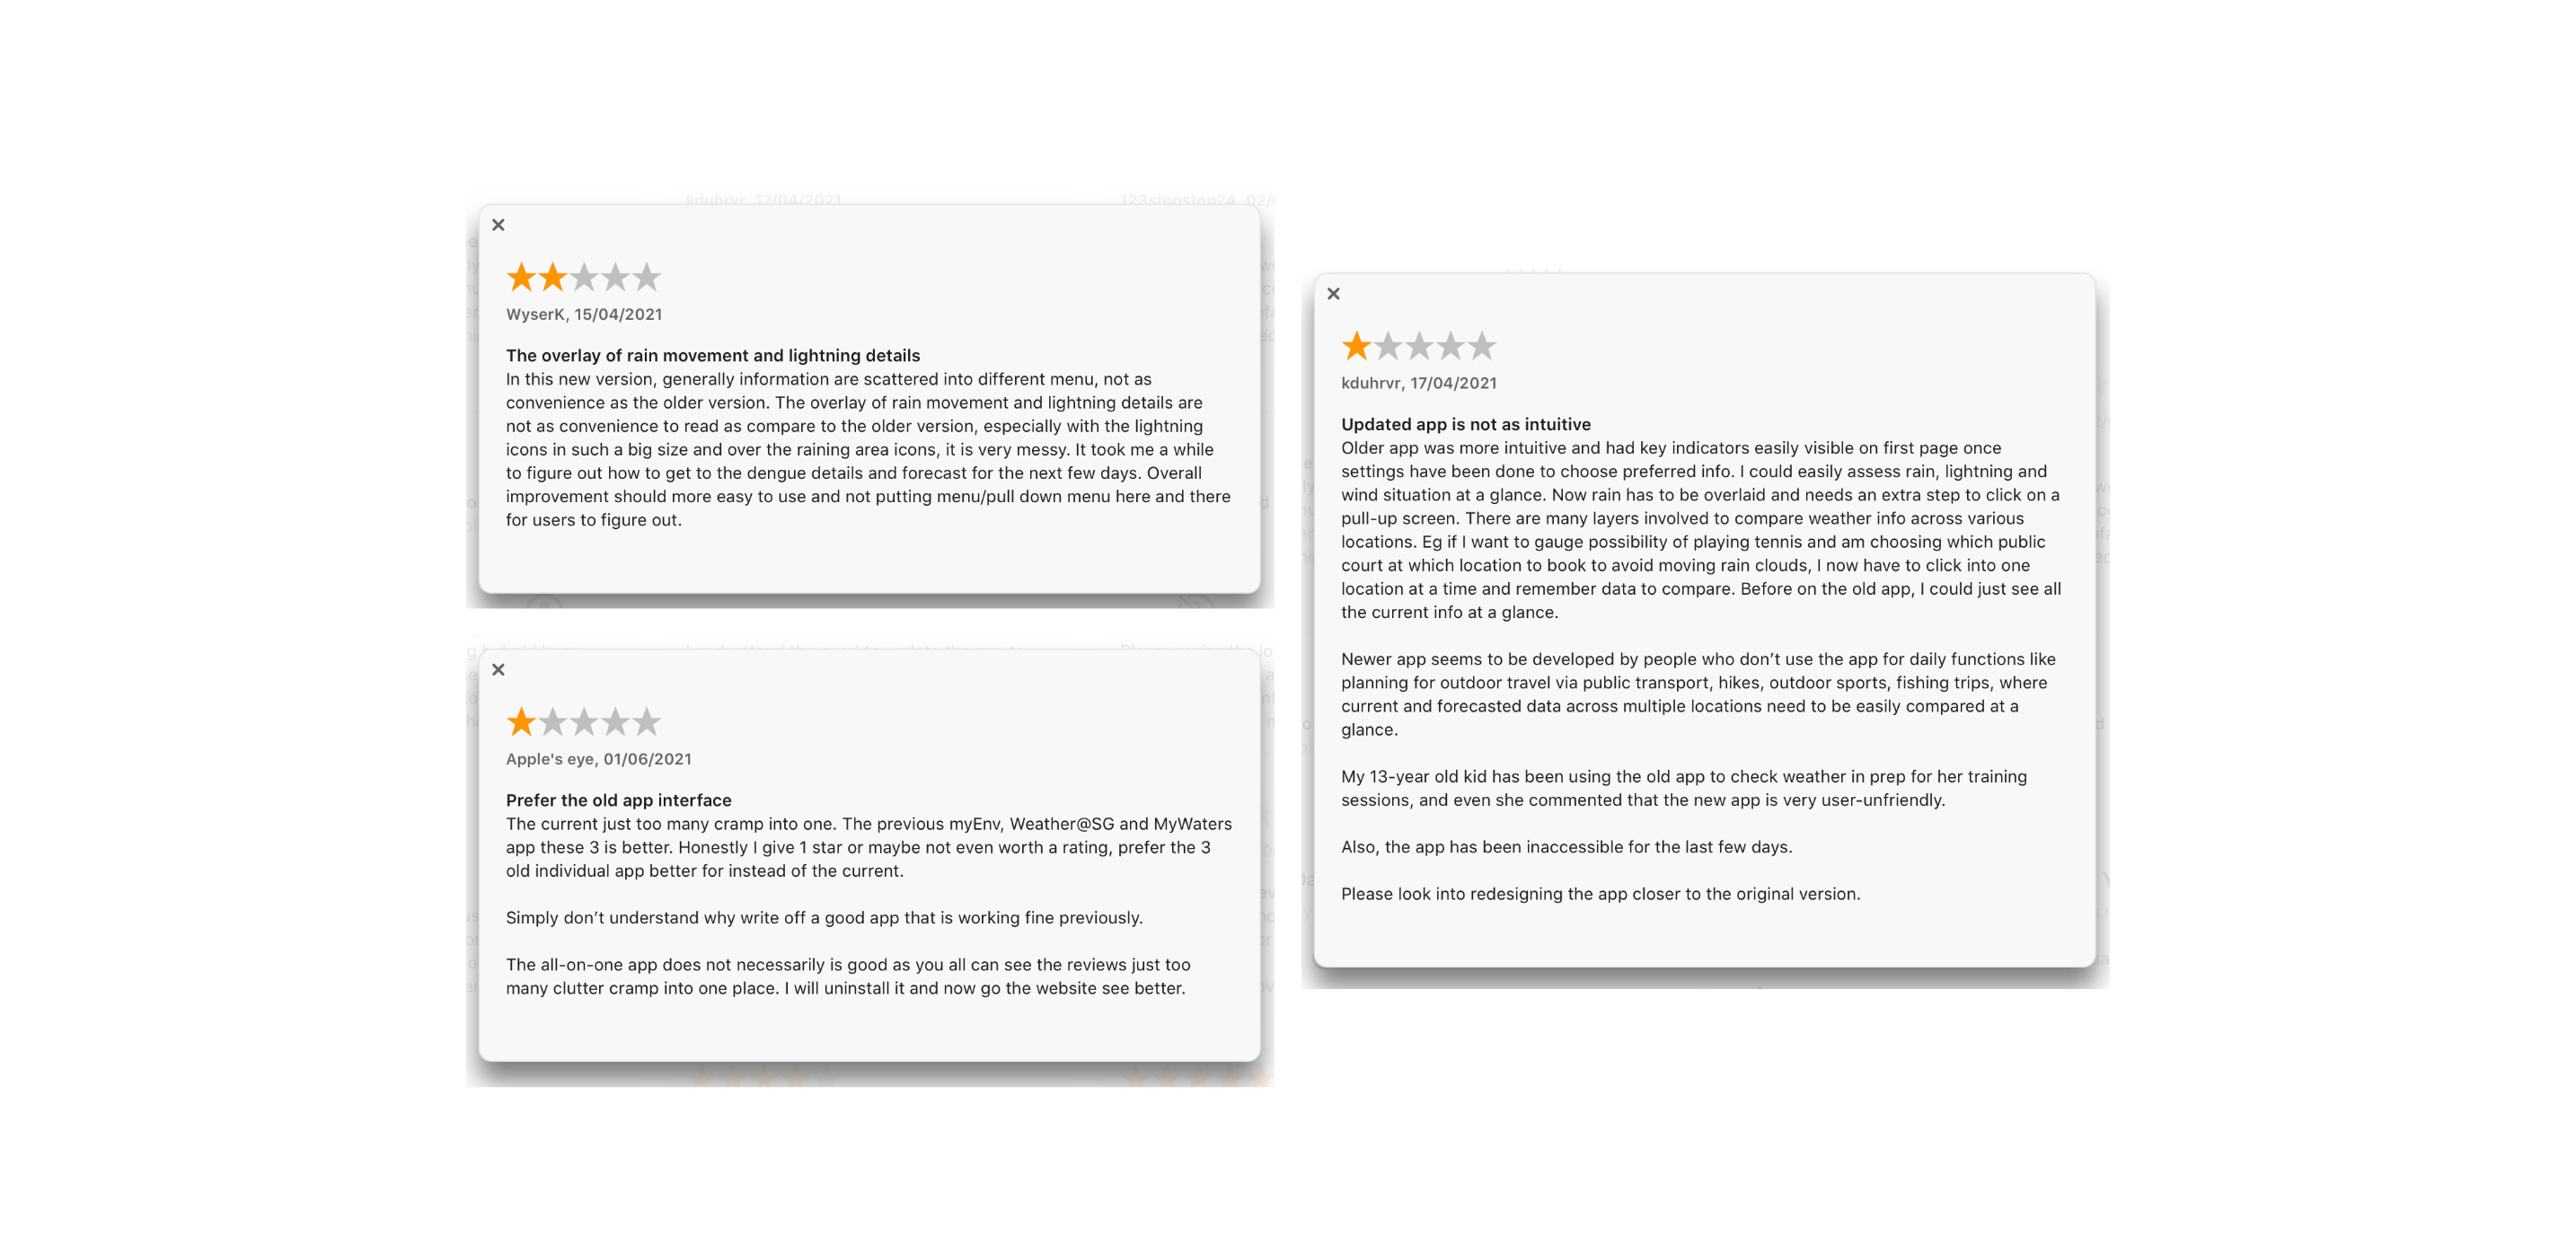 kduhrvr, 17/04/2021
123stopstop24, 02/
WyserK, 15/04/2021
The overlay of rain movement and lightning details
In this new version, generally information are scattered into different menu, not as
convenience as the older version. The overlay of rain movement and lightning details are
not as convenience to read as compare to the older version, especially with the lightning
icons in such a big size and over the raining area icons, it is very messy. It took me a while
to figure out how to get to the dengue details and forecast for the next few days. Overall
improvement should more easy to use and not putting menu/pull down menu here and there
for users to figure out.
Apple's eye, 01/06/2021
Prefer the old app interface
The current just too many cramp into one. The previous myEnv, Weather@SG and MyWaters
app these 3 is better. Honestly I give 1 star or maybe not even worth a rating, prefer the 3
old individual app better for instead of the current.
Simply don’t understand why write off a good app that is working fine previously.
The all-on-one app does not necessarily is good as you all can see the reviews just too
many clutter cramp into one place. I will uninstall it and now go the website see better.
kduhrvr, 17/04/2021
Updated app is not as intuitive
Older app was more intuitive and had key indicators easily visible on first page once
settings have been done to choose preferred info. I could easily assess rain, lightning and
wind situation at a glance. Now rain has to be overlaid and needs an extra step to click on a
pull-up screen. There are many layers involved to compare weather info across various
locations. Eg if I want to gauge possibility of playing tennis and am choosing which public
court at which location to book to avoid moving rain clouds, I now have to click into one
location at a time and remember data to compare. Before on the old app, I could just see all
the current info at a glance.
Newer app seems to be developed by people who don’t use the app for daily functions like
planning for outdoor travel via public transport, hikes, outdoor sports, fishing trips, where
current and forecasted data across multiple locations need to be easily compared at a
glance.
My 13-year old kid has been using the old app to check weather in prep for her training
sessions, and even she commented that the new app is very user-unfriendly.
Also, the app has been inaccessible for the last few days.
Please look into redesigning the app closer to the original version.